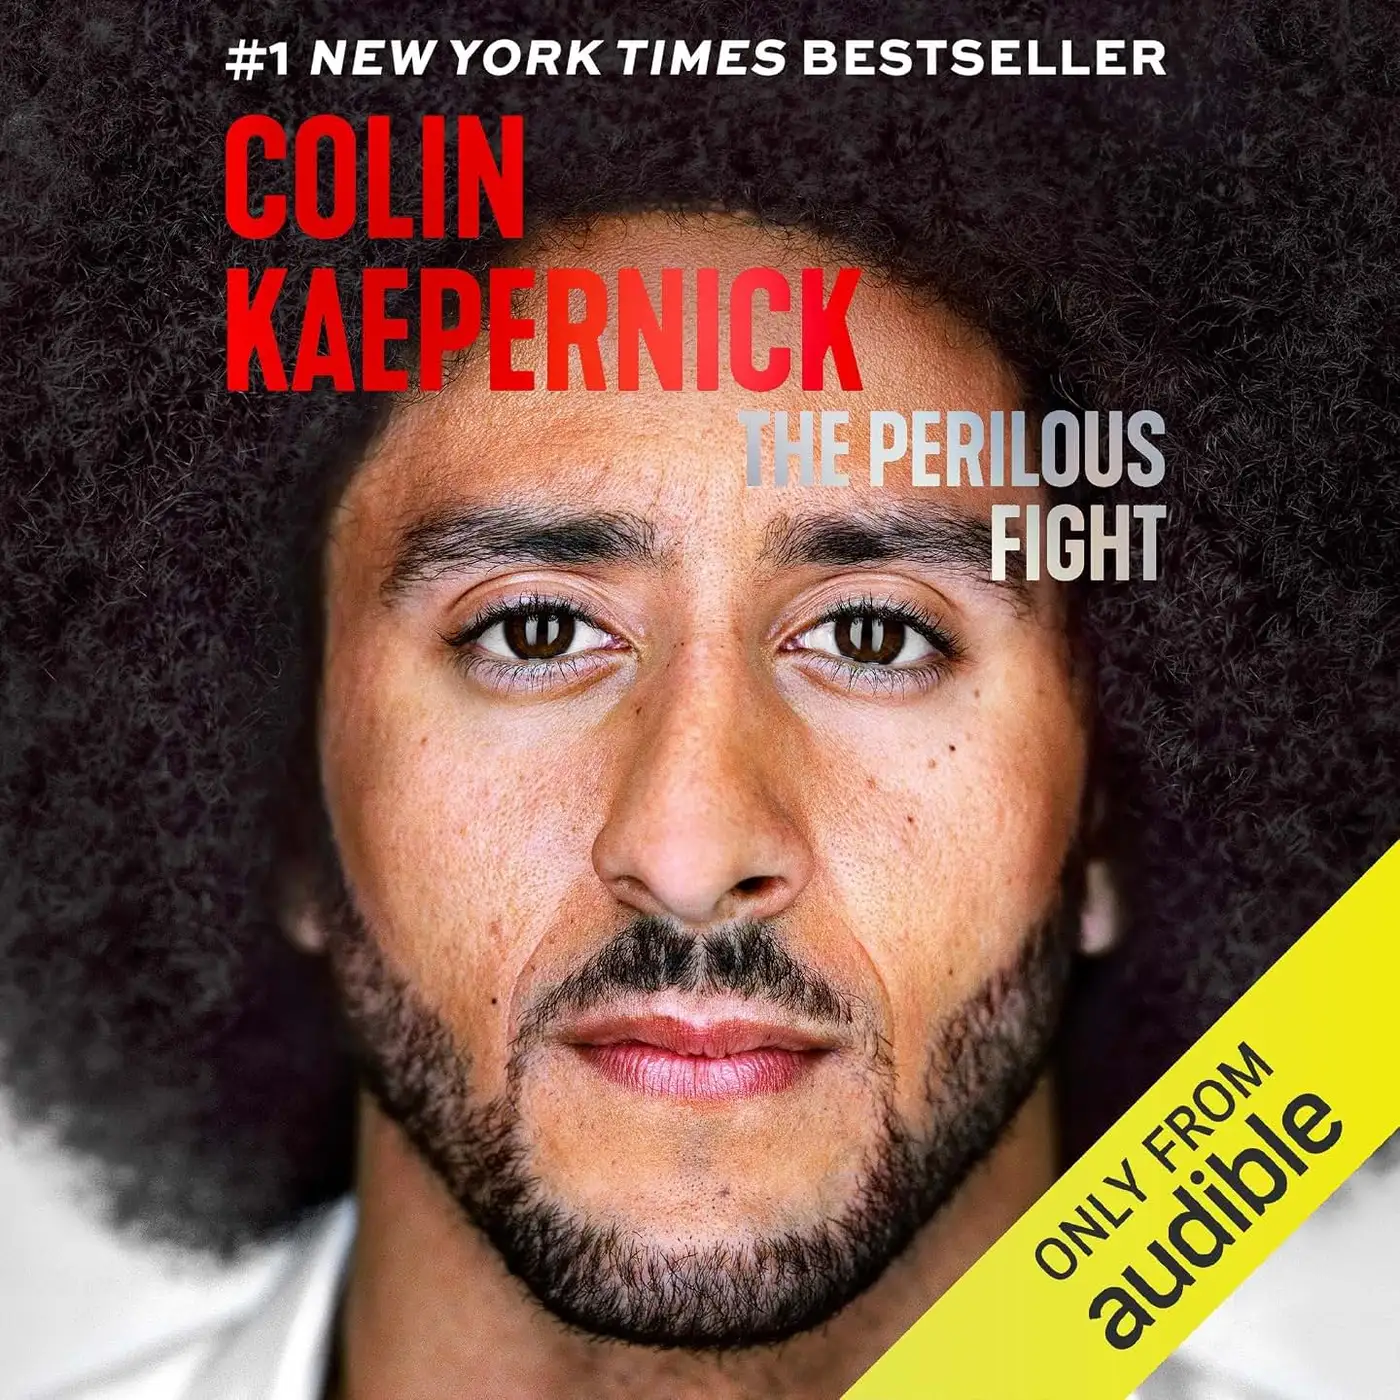 #1 NEW YORK TIMES BESTSELLER
COLIN
KAEPERNICK
THE PERILOUS
FIGHT
ONLY FROM
audible